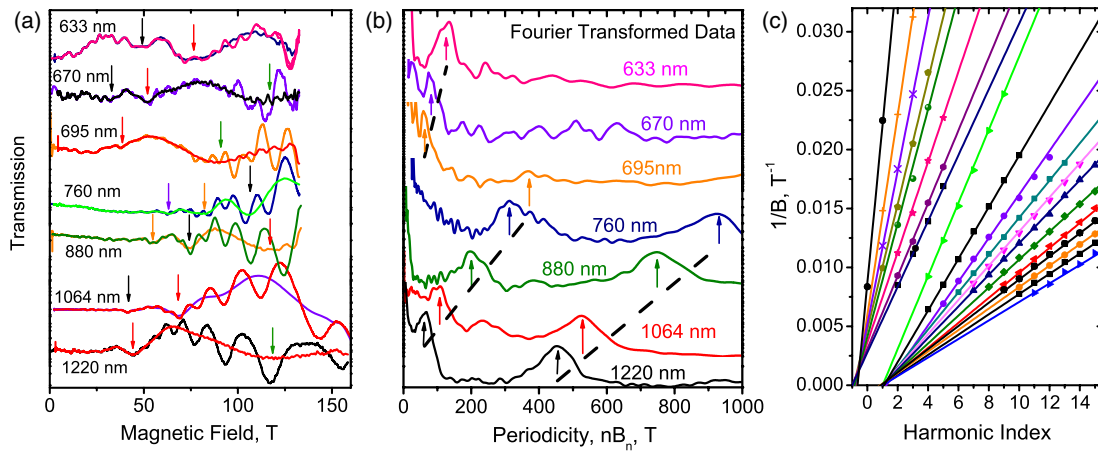 (a)
633 nm
670 nm
695 nm
760 nm
880 nm
1064 nm
1220 nm
Transmission
0
50
100
150
Magnetic Field, T
(b)
Fourier Transformed Data
633 nm
670 nm
695nm
760 nm
880 nm
1064 nm
1220 nm
0
200
400
600
800
1000
Periodicity, nBn, T
(c)
0.030
0.025
0.020
0.015
0.010
0.005
0.000
1/B, T-1
0 2 4 6 8 10 12 14
Harmonic Index